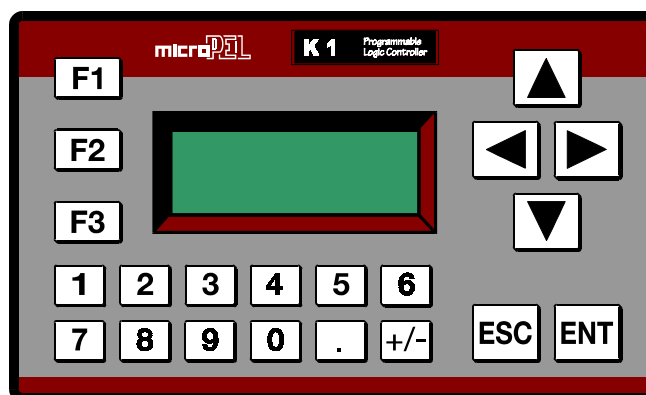 microPEL
K 1
Programmable
Logic Controller
F1
F2
F3
1 2 3 4 5 6
7 8 9 0 . +/-
ESC ENT